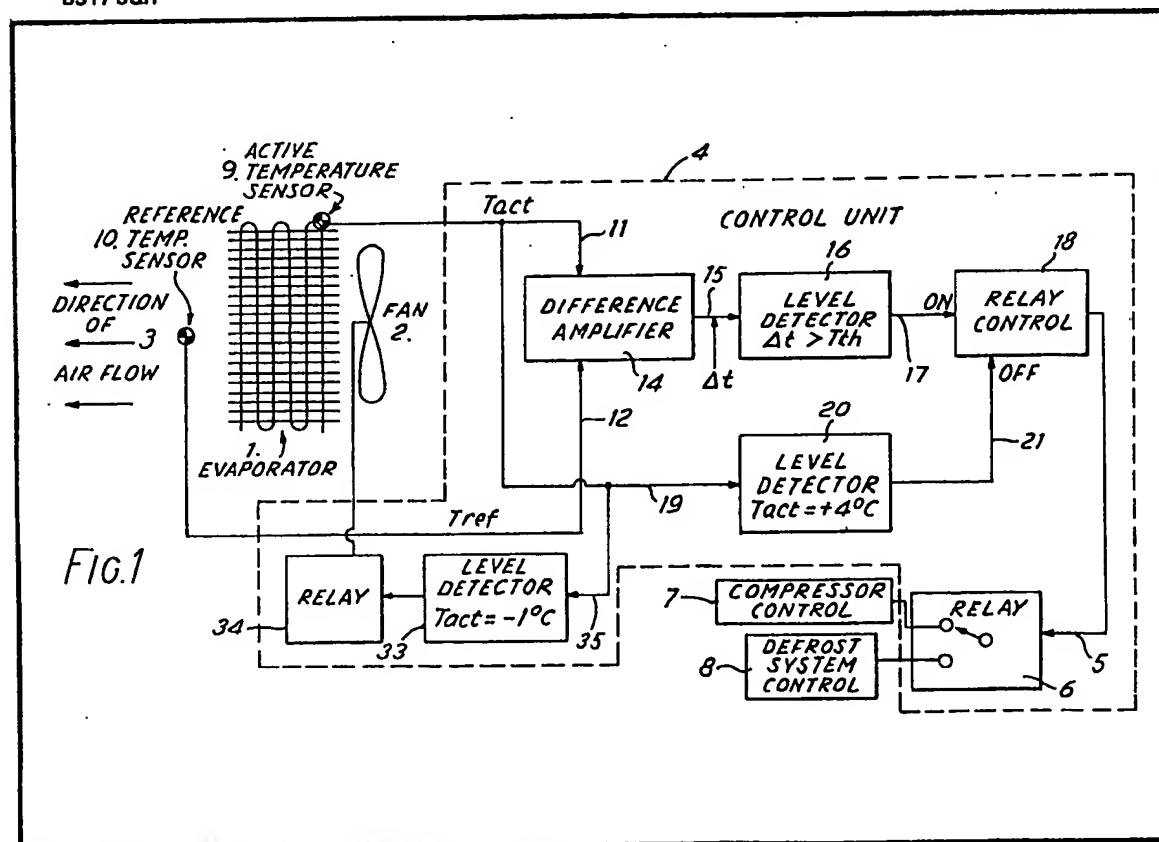 4
ACTIVE
9. TEMPERATURE
SENSOR
REFERENCE
10. TEMP.
SENSOR
Tact
11
CONTROL UNIT
DIRECTION
OF 3
AIR FLOW
FAN
2.
DIFFERENCE
AMPLIFIER
14
15
Δt
16
LEVEL
DETECTOR
Δt > Tth
ON
17
18
RELAY
CONTROL
OFF
12
1.
EVAPORATOR
20
LEVEL
DETECTOR
Tact = +4°C
21
19
Tref
FIG.1
RELAY
34
LEVEL
DETECTOR
Tact = -1°C
33
35
7
COMPRESSOR
CONTROL
8
DEFROST
SYSTEM
CONTROL
RELAY
6
5